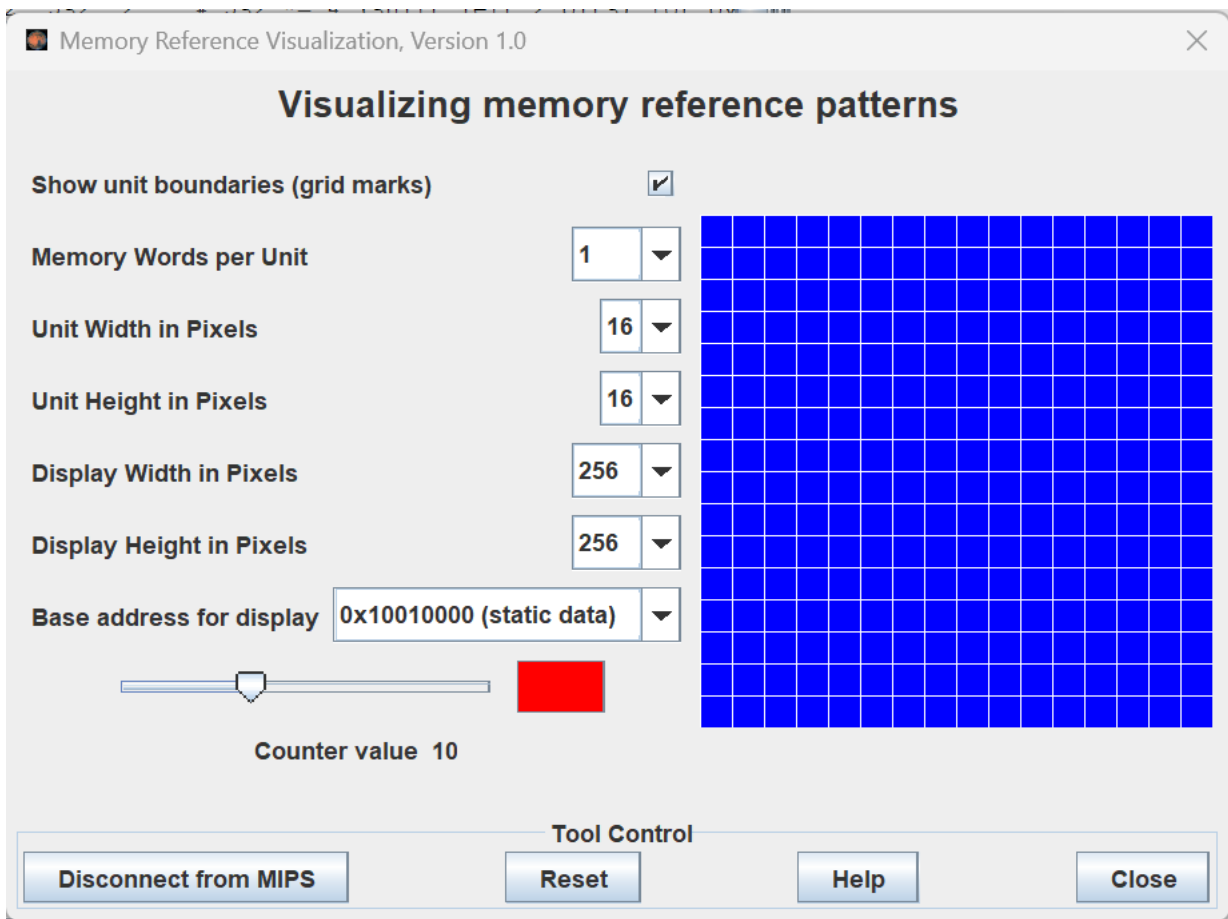 Memory Reference Visualization, Version 1.0
Visualizing memory reference patterns
Show unit boundaries (grid marks)
Memory Words per Unit 1
Unit Width in Pixels 16
Unit Height in Pixels 16
Display Width in Pixels 256
Display Height in Pixels 256
Base address for display 0x10010000 (static data)
Counter value 10
Tool Control
Disconnect from MIPS Reset Help Close